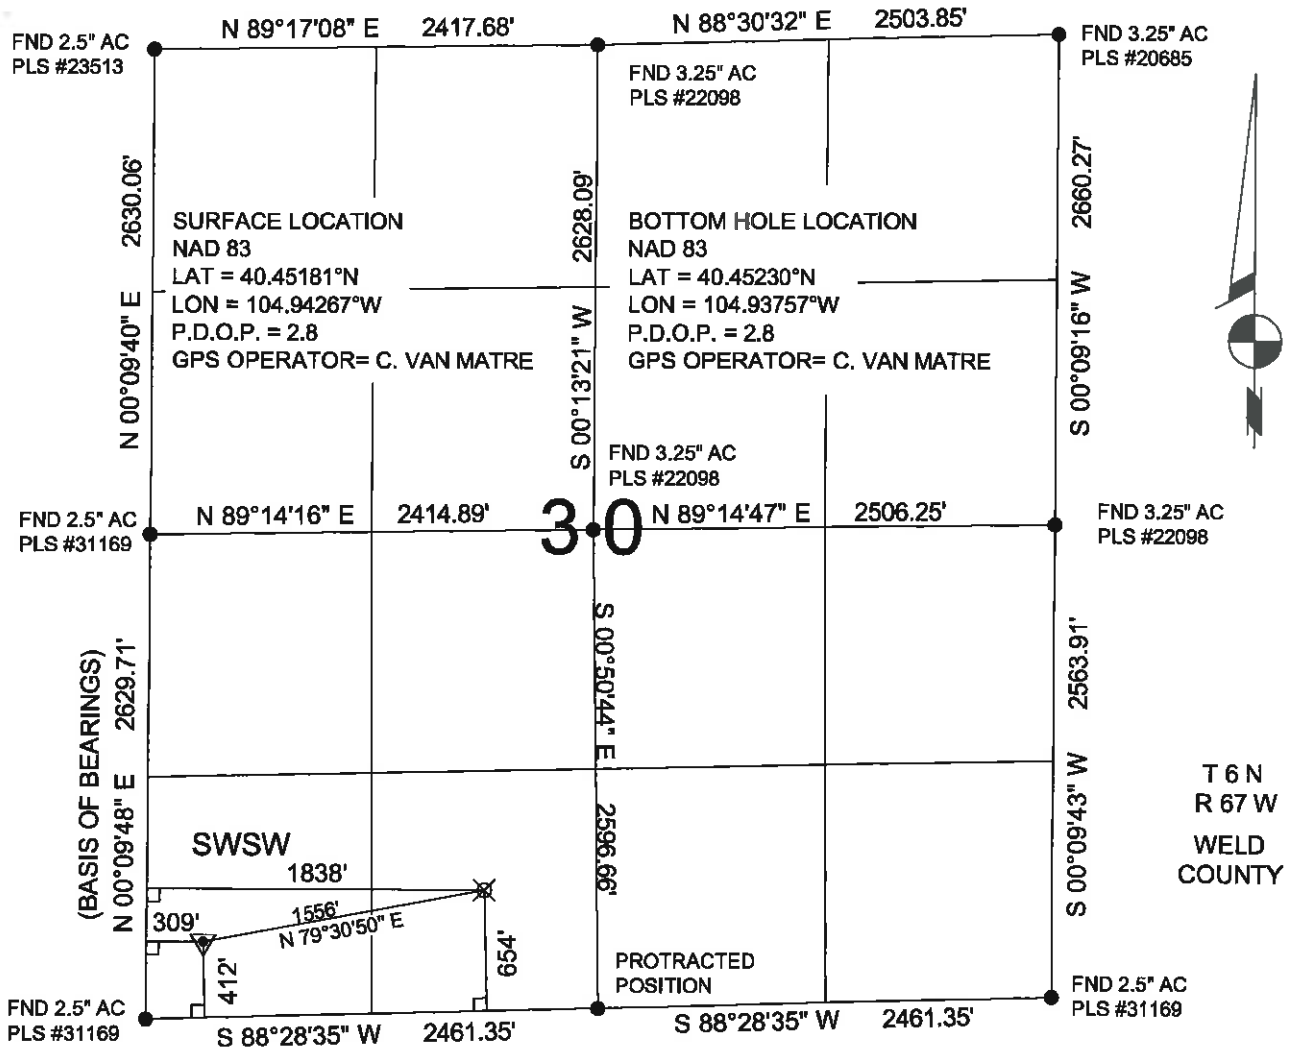 N 89°17'08" E 2417.68'
N 88°30'32" E 2503.85'
FND 2.5" AC
PLS #23513
FND 3.25" AC
PLS #22098
FND 3.25" AC
PLS #20685
N 00°09'40" E 2630.06'
SURFACE LOCATION
NAD 83
LAT = 40.45181°N
LON = 104.94267°W
P.D.O.P. = 2.8
GPS OPERATOR= C. VAN MATRE
S 00°13'21" W 2628.09'
BOTTOM HOLE LOCATION
NAD 83
LAT = 40.45230°N
LON = 104.93757°W
P.D.O.P. = 2.8
GPS OPERATOR= C. VAN MATRE
S 00°09'16" W 2660.27'
FND 3.25" AC
PLS #22098
FND 2.5" AC
PLS #31169
N 89°14'16" E 2414.89'
30
N 89°14'47" E 2506.25'
FND 3.25" AC
PLS #22098
(BASIS OF BEARINGS)
N 00°09'48" E 2629.71'
S 00°50'44" E 2596.66'
S 00°09'43" W 2563.91'
T 6 N
R 67 W
WELD
COUNTY
SWSW
1838'
1556'
N 79°30'50" E
309'
412'
654'
PROTRACTED
POSITION
FND 2.5" AC
PLS #31169
S 88°28'35" W 2461.35'
S 88°28'35" W 2461.35'
FND 2.5" AC
PLS #31169